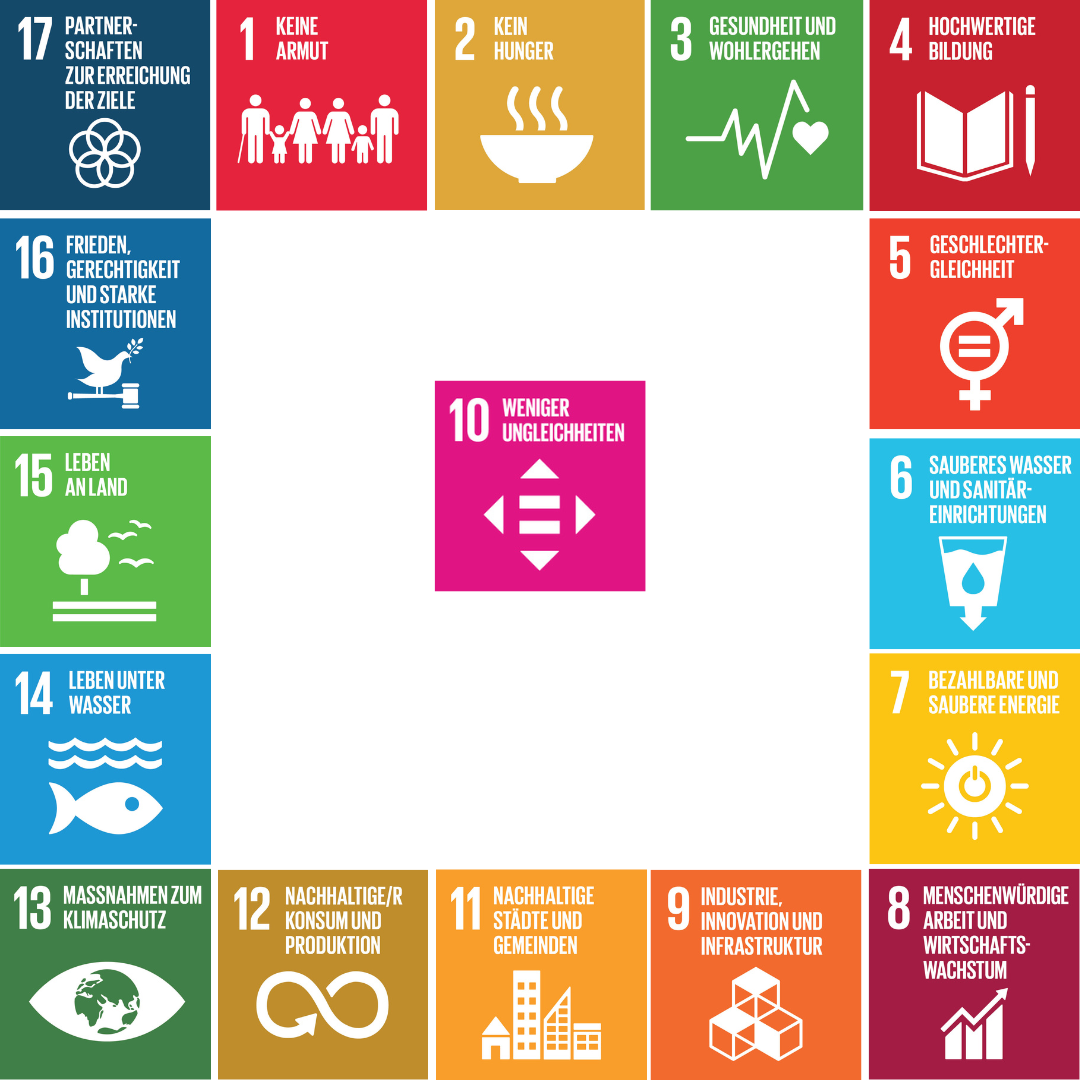 17 PARTNER-
SCHAFTEN
ZUR ERREICHUNG
DER ZIELE
1 KEINE
ARMUT
2 KEIN
HUNGER
3 GESUNDHEIT UND
WOHLERGEHEN
4 HOCHWERTIGE
BILDUNG
16 FRIEDEN,
GERECHTIGKEIT
UND STARKE
INSTITUTIONEN
5 GESCHLECHTER-
GLEICHHEIT
10 WENIGER
UNGLEICHHEITEN
15 LEBEN
AN LAND
6 SAUBERES WASSER
UND SANITÄR-
EINRICHTUNGEN
14 LEBEN UNTER
WASSER
7 BEZAHLBARE UND
SAUBERE ENERGIE
13 MASSNAHMEN ZUM
KLIMASCHUTZ
12 NACHHALTIGE/R
KONSUM UND
PRODUKTION
11 NACHHALTIGE
STÄDTE UND
GEMEINDEN
9 INDUSTRIE,
INNOVATION UND
INFRASTRUKTUR
8 MENSCHENWÜRDIGE
ARBEIT UND
WIRTSCHAFTS-
WACHSTUM